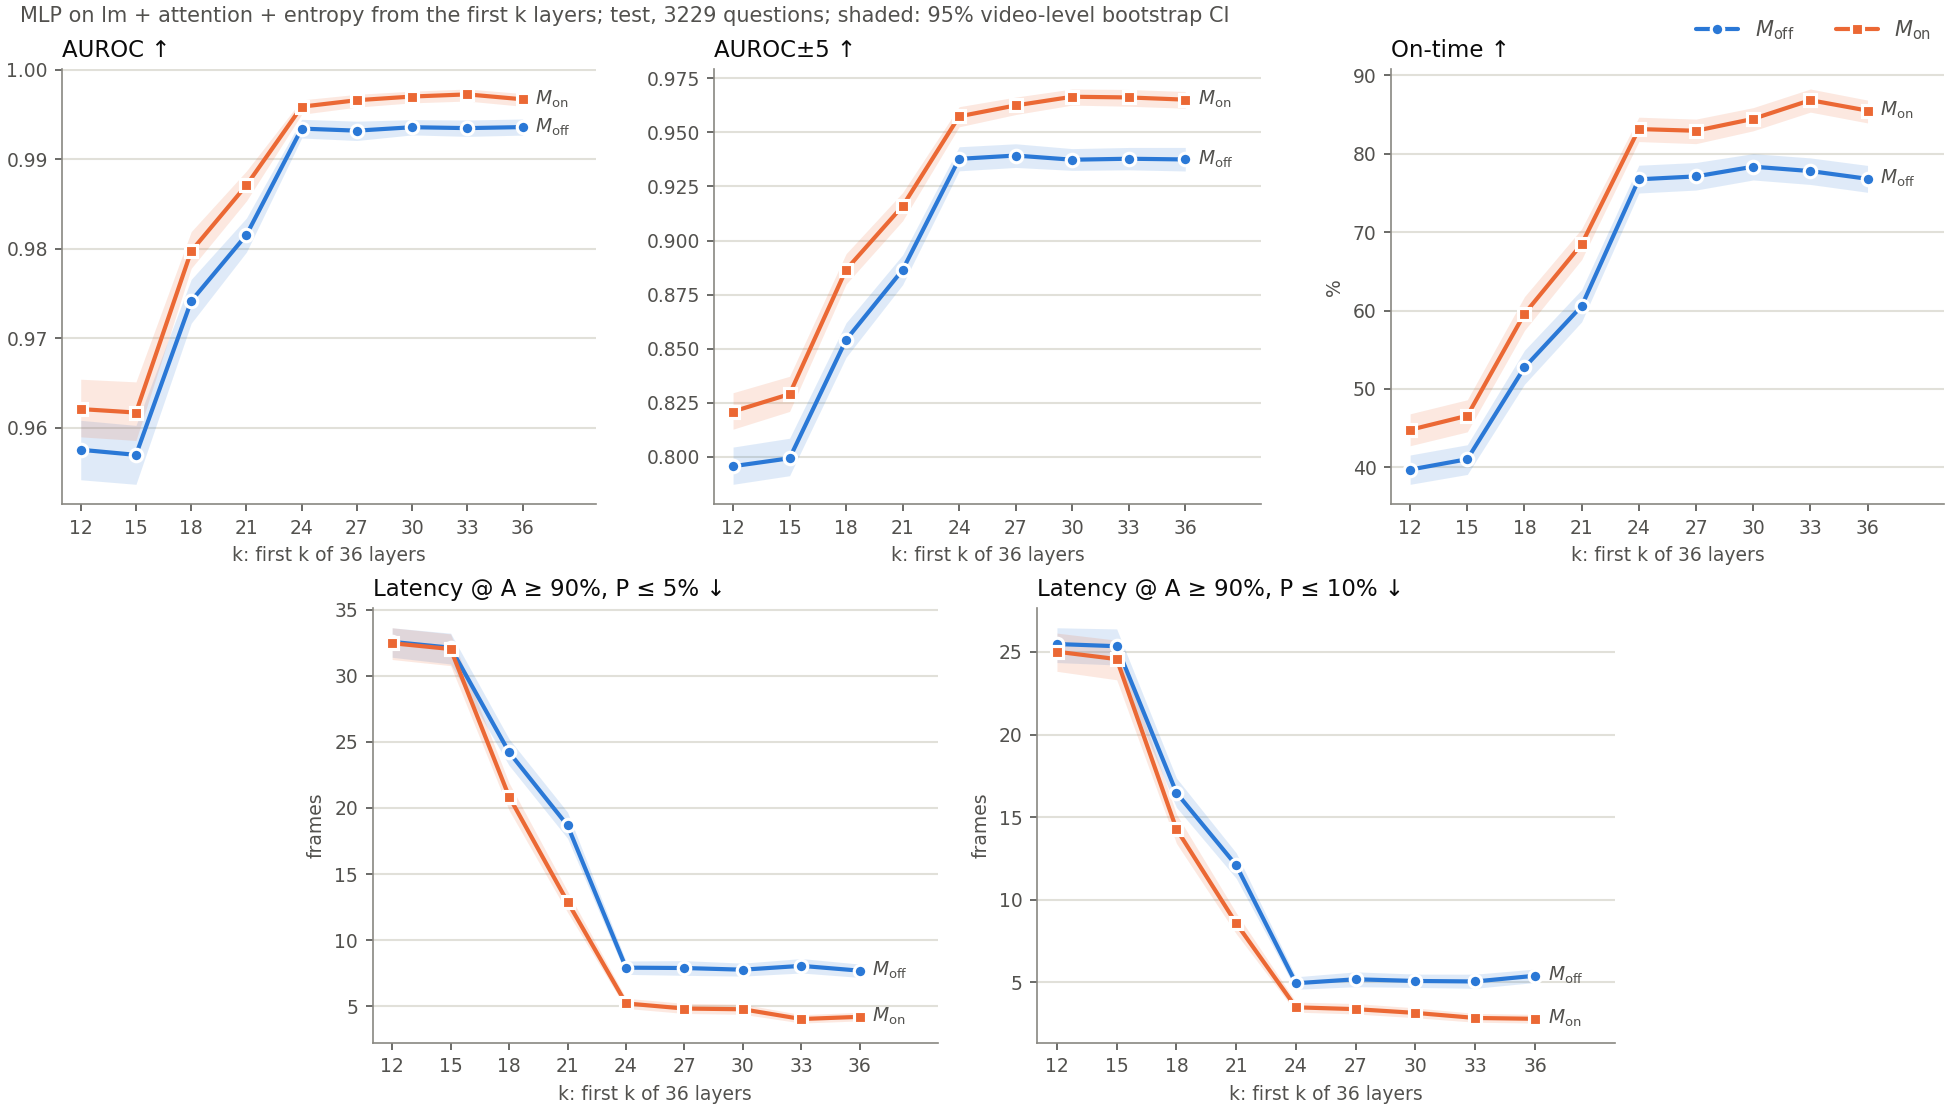 MLP on lm + attention + entropy from the first k layers; test, 3229 questions; shaded: 95% video-level bootstrap CI
M_off M_on
AUROC ↑
1.00
0.99
0.98
0.97
0.96
M_on
M_off
12 15 18 21 24 27 30 33 36
k: first k of 36 layers
AUROC±5 ↑
0.975
0.950
0.925
0.900
0.875
0.850
0.825
0.800
M_on
M_off
12 15 18 21 24 27 30 33 36
k: first k of 36 layers
On-time ↑
%
90
80
70
60
50
40
M_on
M_off
12 15 18 21 24 27 30 33 36
k: first k of 36 layers
Latency @ A ≥ 90%, P ≤ 5% ↓
frames
35
30
25
20
15
10
5
M_off
M_on
12 15 18 21 24 27 30 33 36
k: first k of 36 layers
Latency @ A ≥ 90%, P ≤ 10% ↓
frames
25
20
15
10
5
M_off
M_on
12 15 18 21 24 27 30 33 36
k: first k of 36 layers